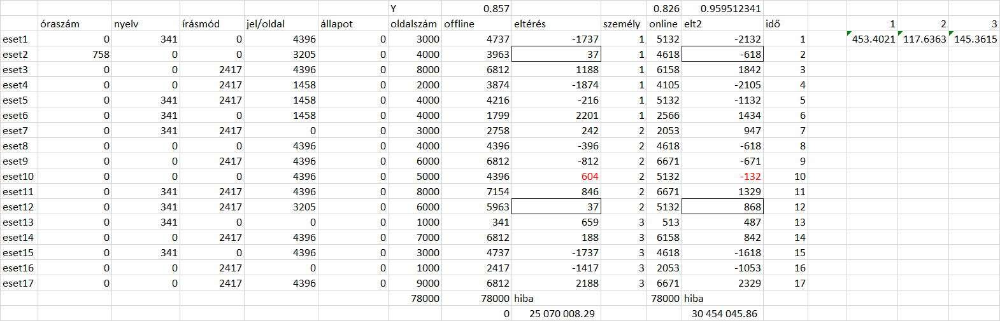 Y 0.857 0.826 0.959512341
óraszám nyelv írásmód jel/oldal állapot oldalszám offline eltérés személy online elt2 idő 1 2 3
eset1 0 341 0 4396 0 3000 4737 -1737 1 5132 -2132 1 453.4021 117.6363 145.3615
eset2 758 0 0 3205 0 4000 3963 37 1 4618 -618 2
eset3 0 0 2417 4396 0 8000 6812 1188 1 6158 1842 3
eset4 0 0 2417 1458 0 2000 3874 -1874 1 4105 -2105 4
eset5 0 341 2417 1458 0 4000 4216 -216 1 5132 -1132 5
eset6 0 341 0 1458 0 4000 1799 2201 1 2566 1434 6
eset7 0 341 2417 0 0 3000 2758 242 2 2053 947 7
eset8 0 0 0 4396 0 4000 4396 -396 2 4618 -618 8
eset9 0 0 2417 4396 0 6000 6812 -812 2 6671 -671 9
eset10 0 0 0 4396 0 5000 4396 604 2 5132 -132 10
eset11 0 341 2417 4396 0 8000 7154 846 2 6671 1329 11
eset12 0 341 2417 3205 0 6000 5963 37 2 5132 868 12
eset13 0 341 0 0 0 1000 341 659 3 513 487 13
eset14 0 0 2417 4396 0 7000 6812 188 3 6158 842 14
eset15 0 341 0 4396 0 3000 4737 -1737 3 4618 -1618 15
eset16 0 0 2417 0 0 1000 2417 -1417 3 2053 -1053 16
eset17 0 0 2417 4396 0 9000 6812 2188 3 6671 2329 17
78000 78000 hiba 78000 hiba
0 25 070 008.29 30 454 045.86